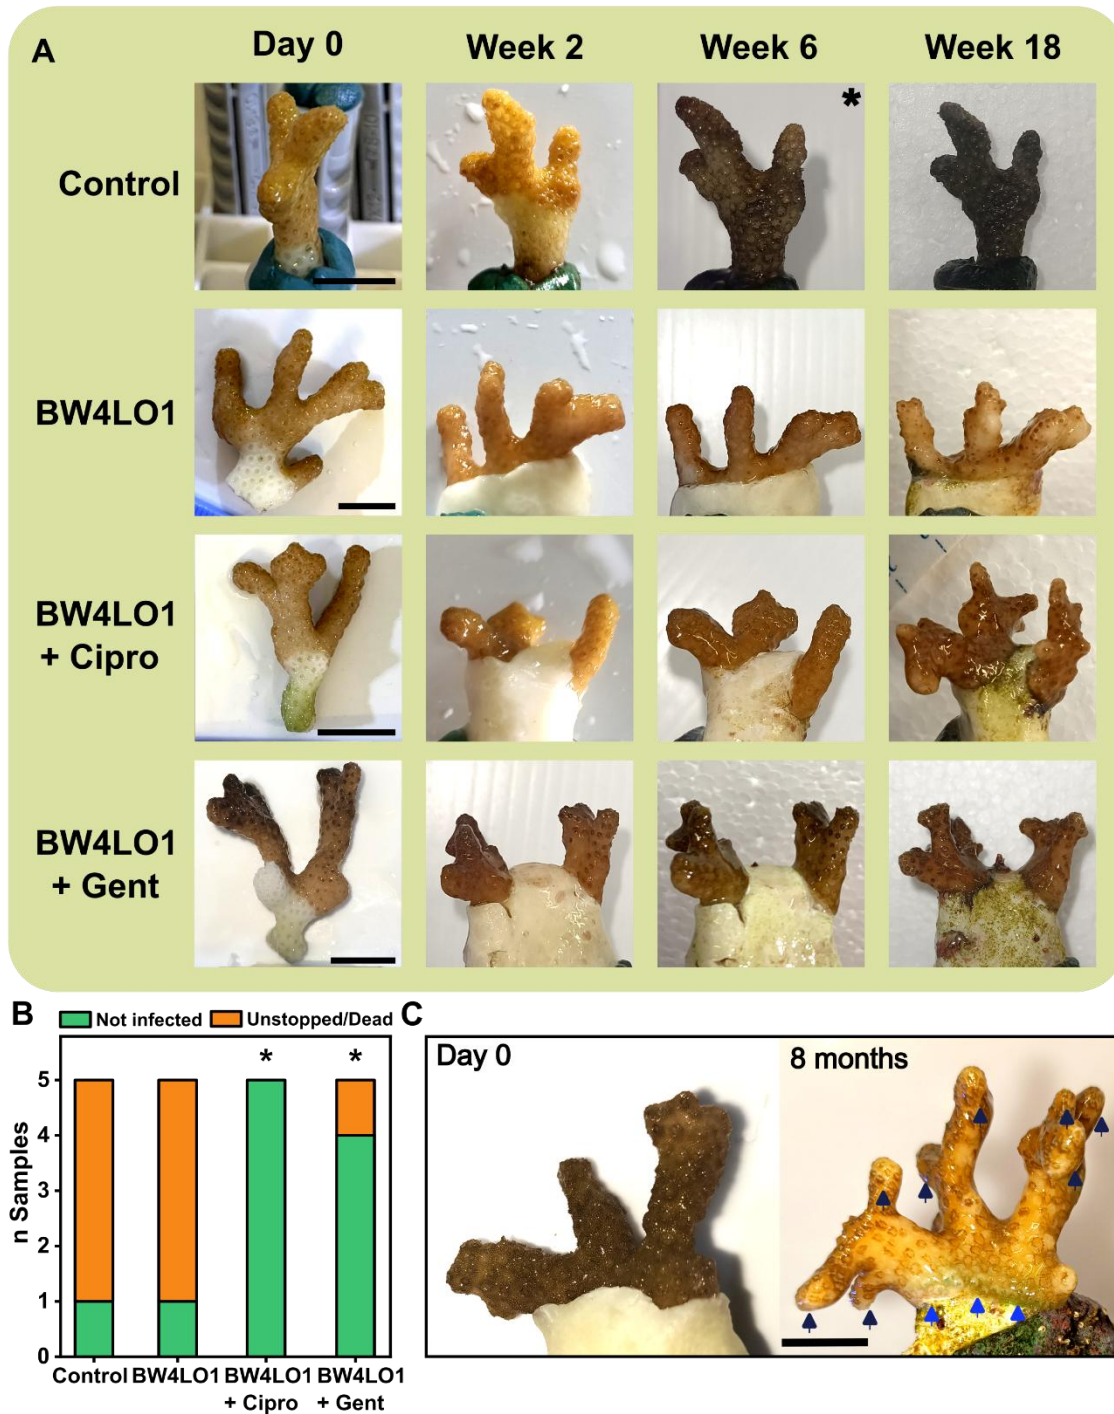 A
Day 0
Week 2
Week 6
Week 18
Control
*
BW4LO1
BW4LO1
+ Cipro
BW4LO1
+ Gent
B
Not infected
Unstopped/Dead
C
n Samples
5
4
3
2
1
0
*
*
Control
BW4LO1
BW4LO1
+ Cipro
BW4LO1
+ Gent
Day 0
8 months